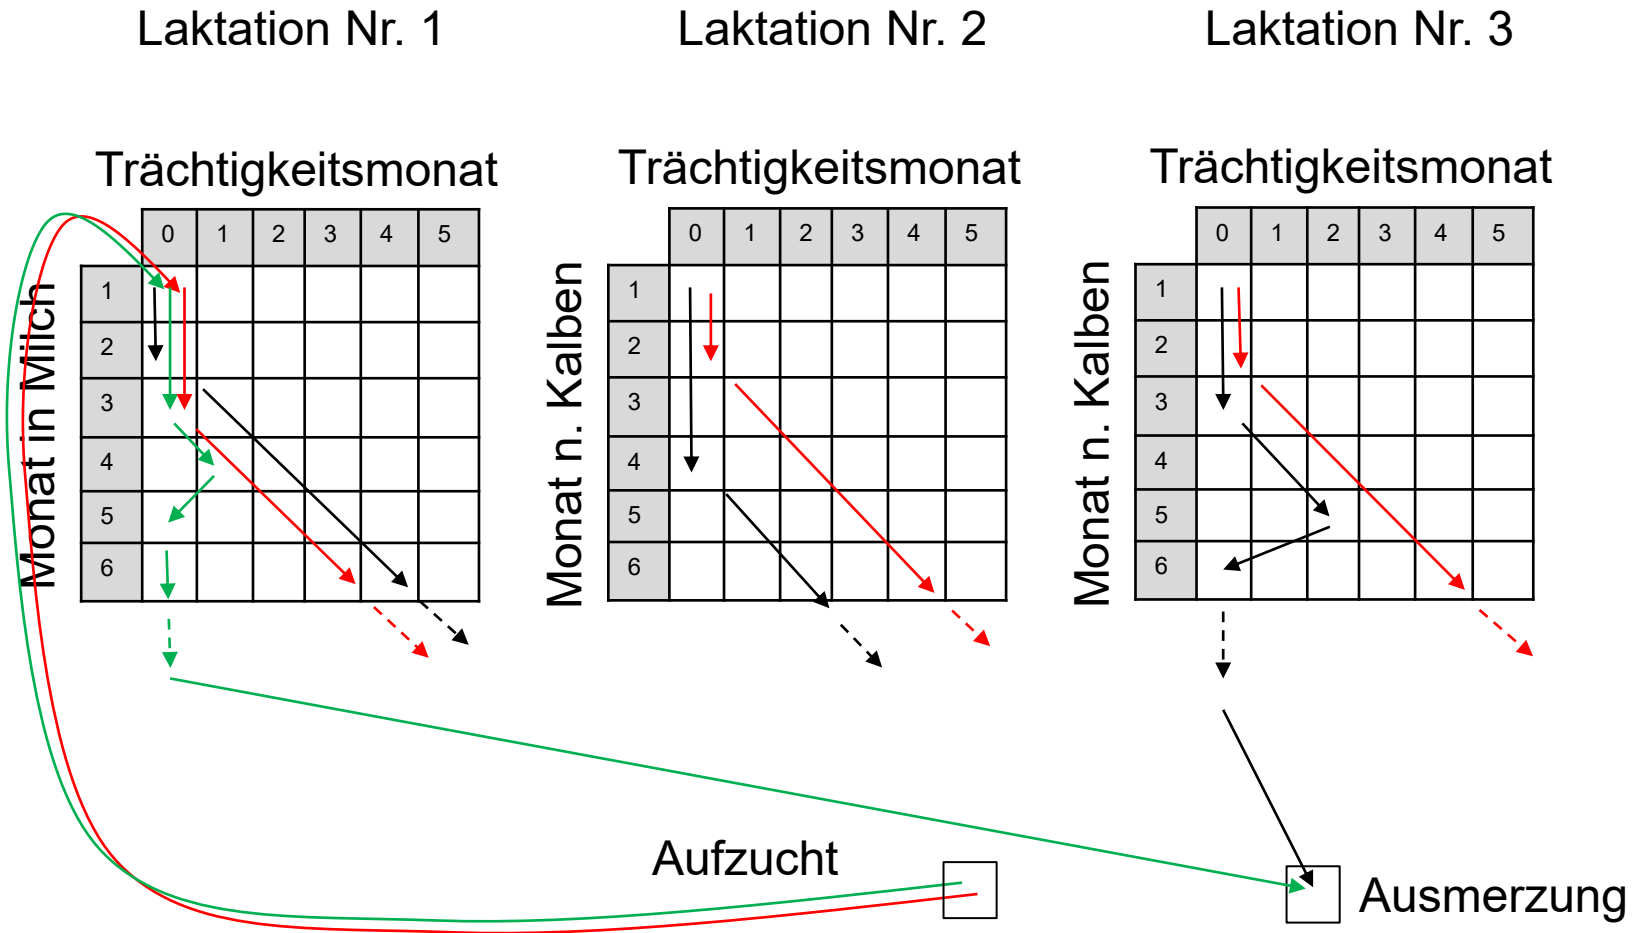 Laktation Nr. 1
Laktation Nr. 2
Laktation Nr. 3
Trächtigkeitsmonat
Trächtigkeitsmonat
Trächtigkeitsmonat
Monat in Milch
0 1 2 3 4 5
1
2
3
4
5
6
Monat n. Kalben
0 1 2 3 4 5
1
2
3
4
5
6
Monat n. Kalben
0 1 2 3 4 5
1
2
3
4
5
6
Aufzucht
Ausmerzung